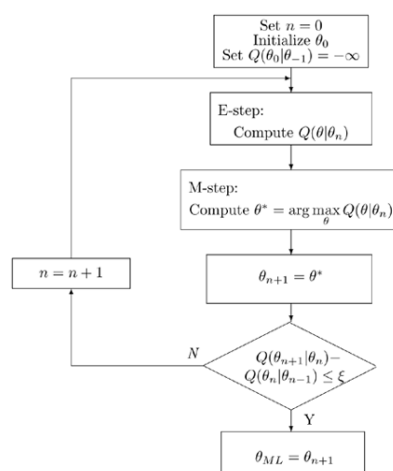 Set n = 0
Initialize θ₀
Set Q(θ₀|θ₋₁) = −∞
E-step:
Compute Q(θ|θₙ)
M-step:
Compute θ* = arg max Q(θ|θₙ)
θ
n = n + 1
θₙ₊₁ = θ*
N
Q(θₙ₊₁|θₙ)−
Q(θₙ|θₙ₋₁) ≤ ξ
Y
θ_ML = θₙ₊₁